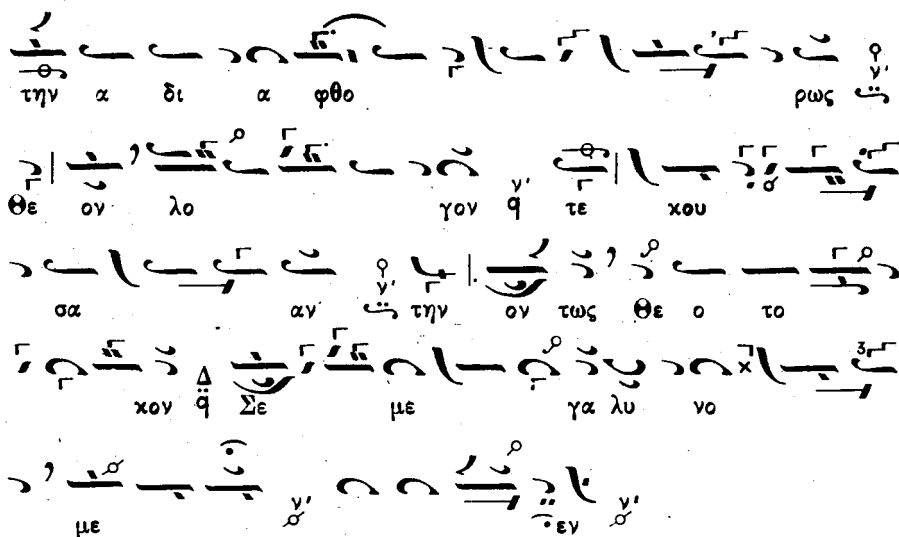 την α δι α φθο ρως ν'
Θε ον λο γον ν' q τε κου
σα αν ν' την ον τως Θε ο το
κον Δ q Σε με γα λυ νο
με ν' εν ν'